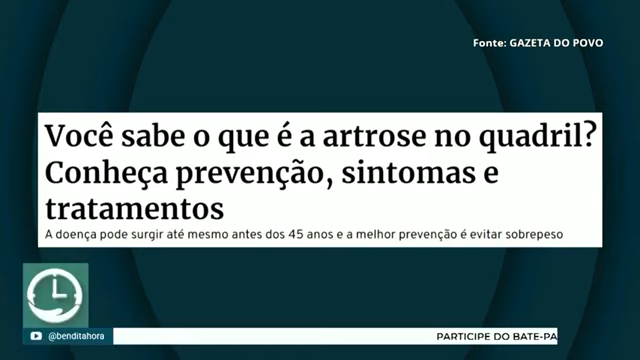 Fonte: GAZETA DO POVO
Você sabe o que é a artrose no quadril?
Conheça prevenção, sintomas e
tratamentos
A doença pode surgir até mesmo antes dos 45 anos e a melhor prevenção é evitar sobrepeso
@benditahora
PARTICIPE DO BATE-PA